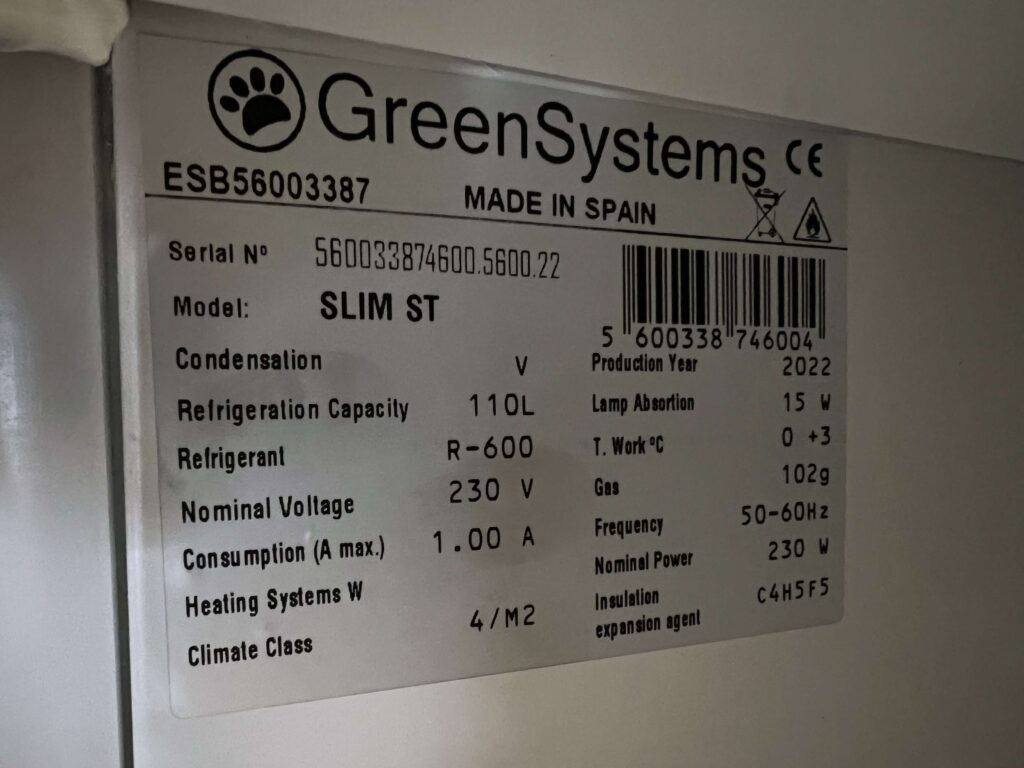 GreenSystems CE
ESB56003387 MADE IN SPAIN
Serial Nº 560033874600.5600.22
Model: SLIM ST
5 600338 746004
Condensation V
Production Year 2022
Refrigeration Capacity 110L
Lamp Absortion 15 W
Refrigerant R-600
T. Work ºC 0 +3
Nominal Voltage 230 V
Gas 102g
Consumption (A max.) 1.00 A
Frequency 50-60Hz
Heating Systems W
Nominal Power 230 W
Climate Class 4/M2
Insulation
expansion agent C4H5F5